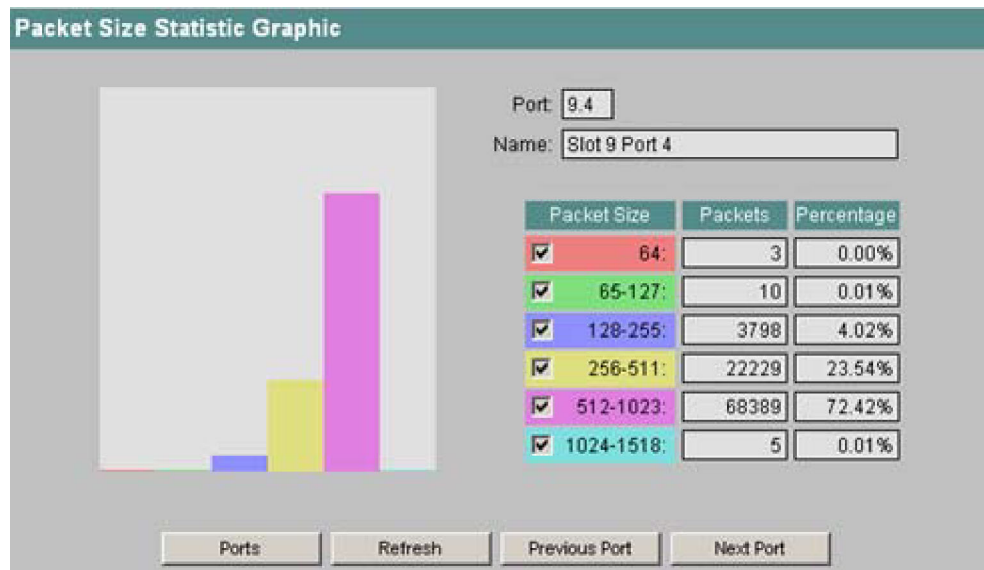 Packet Size Statistic Graphic
Port: 9.4
Name: Slot 9 Port 4
Packet Size Packets Percentage
64: 3 0.00%
65-127: 10 0.01%
128-255: 3798 4.02%
256-511: 22229 23.54%
512-1023: 68389 72.42%
1024-1518: 5 0.01%
Ports Refresh Previous Port Next Port